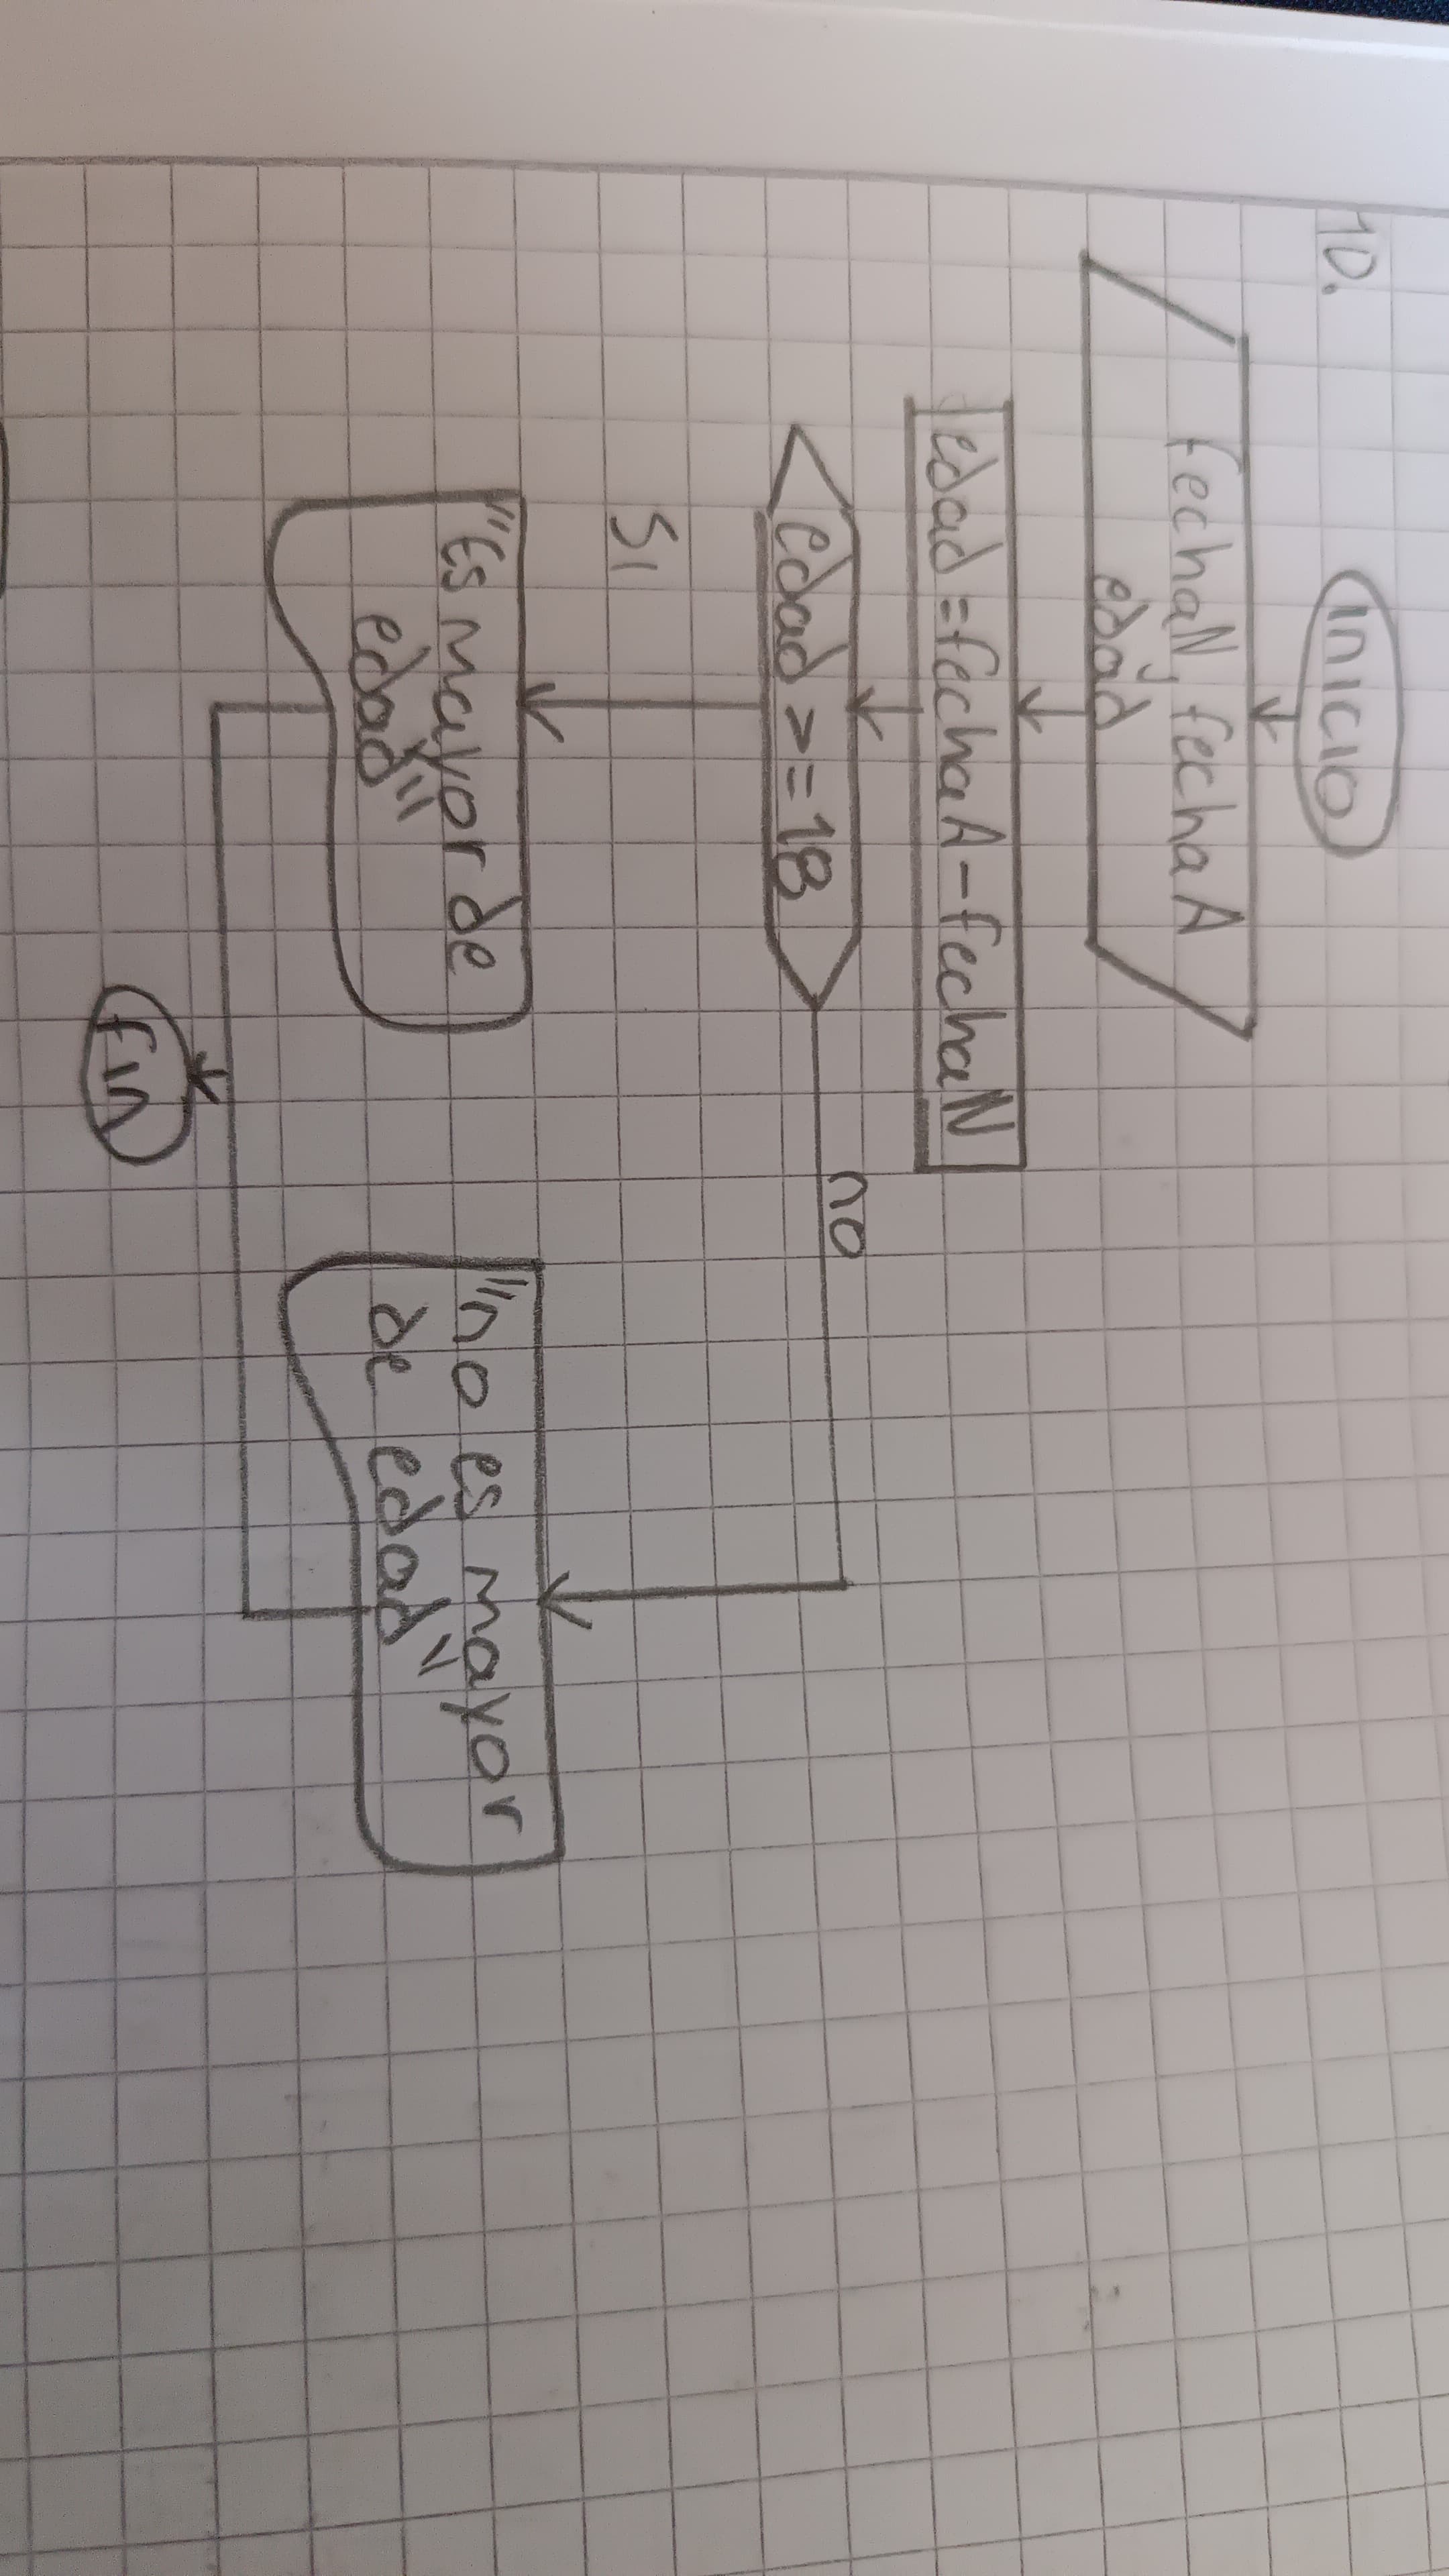 10.
inicio
fechaN, fechaA,
edad
edad = fechaA - fechaN
edad >= 18
no
Si
"Es mayor de
edad"
"no es mayor
de edad"
fin